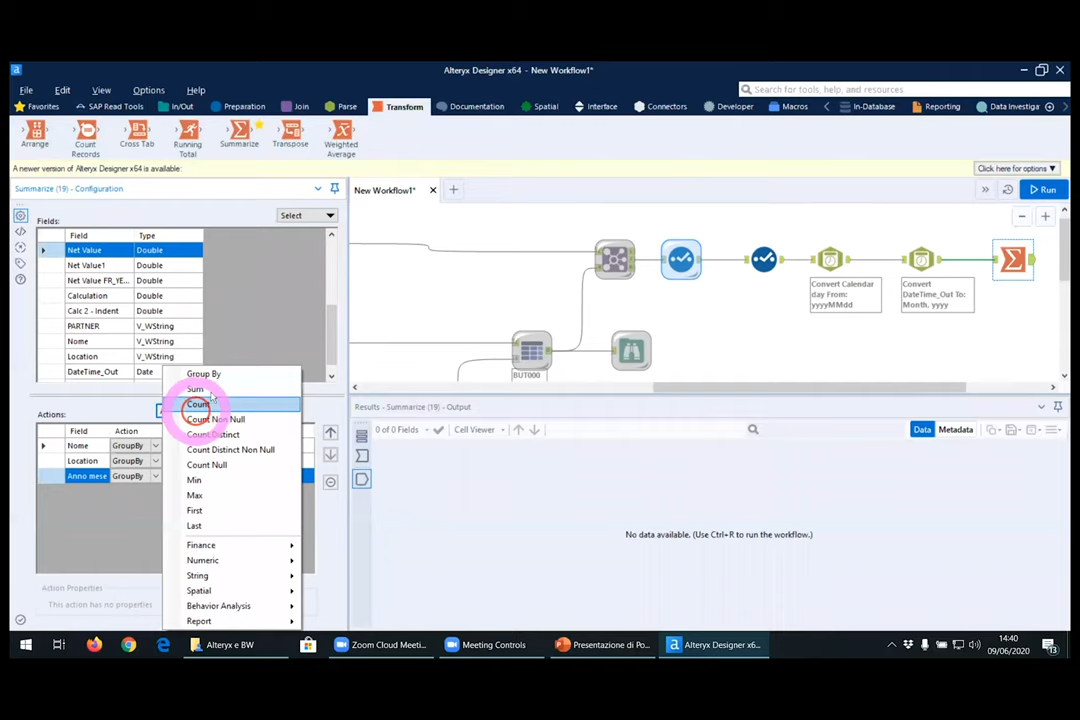 Alteryx Designer x64 - New Workflow1*
File Edit View Options Help
Search for tools, help, and resources
Favorites SAP Read Tools In/Out Preparation Join Parse Transform Documentation Spatial Interface Connectors Developer Macros In-Database Reporting Data Investiga
Arrange Count Records Cross Tab Running Total Summarize Transpose Weighted Average
A newer version of Alteryx Designer x64 is available:
Click here for options ▼
Summarize (19) - Configuration
New Workflow1*
Run
Fields:
Select
Field Type
Net Value Double
Net Value1 Double
Net Value FR_YE... Double
Calculation Double
Calc 2 - Indent Double
PARTNER V_WString
Nome V_WString
Location V_WString
DateTime_Out Date
Convert Calendar
day From:
yyyyMMdd
Convert
DateTime_Out To:
Month, yyyy
BUT000
Actions:
Field Action
Nome GroupBy
Location GroupBy
Anno mese GroupBy
Group By
Sum
Count
Count Non Null
Count Distinct
Count Distinct Non Null
Count Null
Min
Max
First
Last
Finance
Numeric
String
Spatial
Behavior Analysis
Report
Action Properties
This action has no properties
Results - Summarize (19) - Output
0 of 0 Fields Cell Viewer
Data Metadata
No data available. (Use Ctrl+R to run the workflow.)
Alteryx e BW
Zoom Cloud Meeti...
Meeting Controls
Presentazione di Po...
Alteryx Designer x6...
14:40
09/06/2020
13